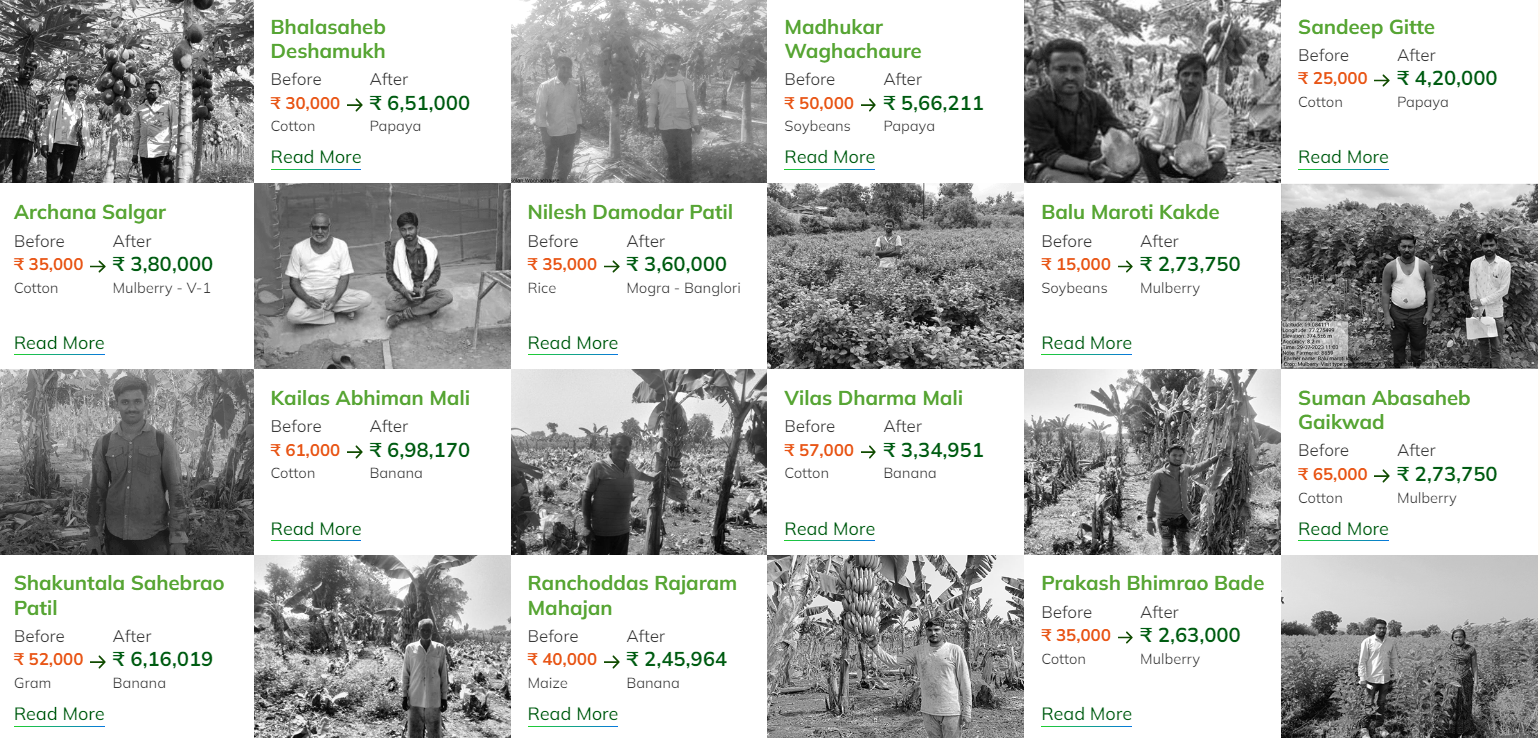 Bhalasaheb
Deshamukh
Before After
₹ 30,000 → ₹ 6,51,000
Cotton Papaya
Read More
Madhukar
Waghachaure
Before After
₹ 50,000 → ₹ 5,66,211
Soybeans Papaya
Read More
Sandeep Gitte
Before After
₹ 25,000 → ₹ 4,20,000
Cotton Papaya
Read More
Archana Salgar
Before After
₹ 35,000 → ₹ 3,80,000
Cotton Mulberry - V-1
Read More
Nilesh Damodar Patil
Before After
₹ 35,000 → ₹ 3,60,000
Rice Mogra - Banglori
Read More
Balu Maroti Kakde
Before After
₹ 15,000 → ₹ 2,73,750
Soybeans Mulberry
Read More
Kailas Abhiman Mali
Before After
₹ 61,000 → ₹ 6,98,170
Cotton Banana
Read More
Vilas Dharma Mali
Before After
₹ 57,000 → ₹ 3,34,951
Cotton Banana
Read More
Suman Abasaheb
Gaikwad
Before After
₹ 65,000 → ₹ 2,73,750
Cotton Mulberry
Read More
Shakuntala Sahebrao
Patil
Before After
₹ 52,000 → ₹ 6,16,019
Gram Banana
Read More
Ranchoddas Rajaram
Mahajan
Before After
₹ 40,000 → ₹ 2,45,964
Maize Banana
Read More
Prakash Bhimrao Bade
Before After
₹ 35,000 → ₹ 2,63,000
Cotton Mulberry
Read More